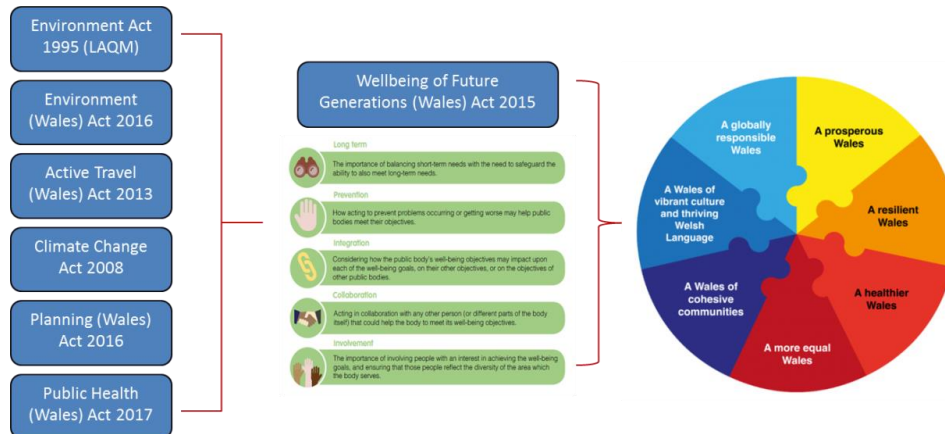 Environment Act
1995 (LAQM)
Environment
(Wales) Act 2016
Active Travel
(Wales) Act 2013
Climate Change
Act 2008
Planning (Wales)
Act 2016
Public Health
(Wales) Act 2017
Wellbeing of Future
Generations (Wales) Act 2015
Long term
The importance of balancing short-term needs with the need to safeguard the
ability to also meet long-term needs.
Prevention
How acting to prevent problems occurring or getting worse may help public
bodies meet their objectives.
Integration
Considering how the public body's well-being objectives may impact upon
each of the well-being goals, on their other objectives, or on the objectives of
other public bodies.
Collaboration
Acting in collaboration with any other person (or different parts of the body
itself) that could help the body to meet its well-being objectives.
Involvement
The importance of involving people with an interest in achieving the well-being
goals, and ensuring that those people reflect the diversity of the area which
the body serves.
A globally
responsible
Wales
A prosperous
Wales
A resilient
Wales
A healthier
Wales
A more equal
Wales
A Wales of
cohesive
communities
A Wales of
vibrant culture
and thriving
Welsh
Language